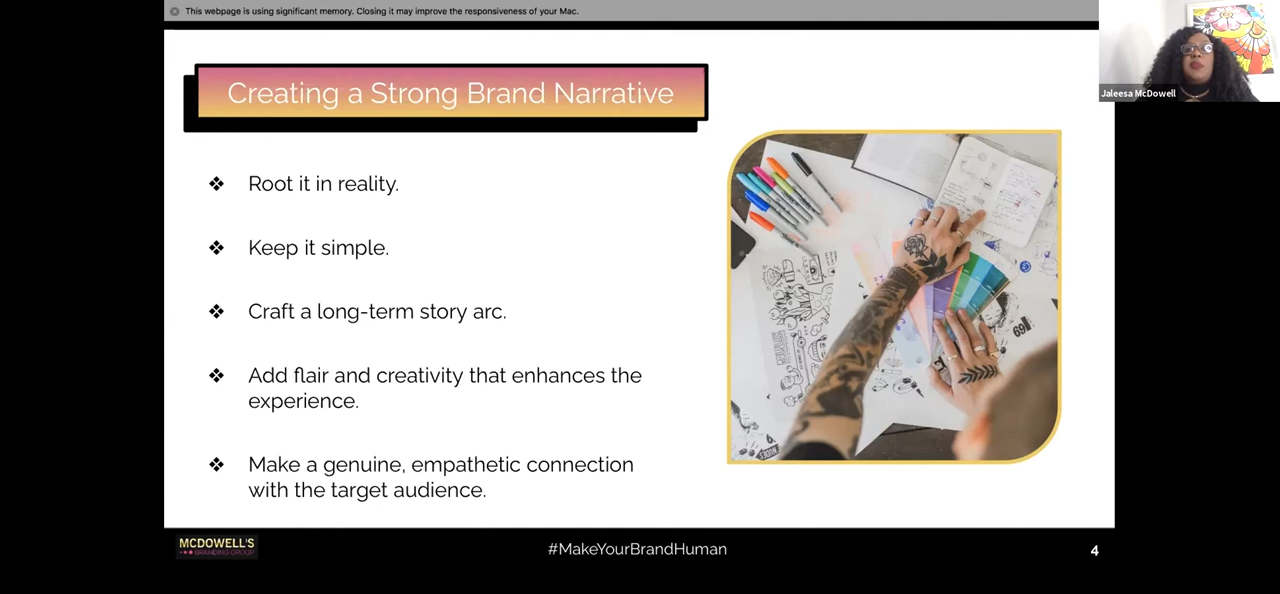 This webpage is using significant memory. Closing it may improve the responsiveness of your Mac.
Jaleesa McDowell
Creating a Strong Brand Narrative
❖ Root it in reality.
❖ Keep it simple.
❖ Craft a long-term story arc.
❖ Add flair and creativity that enhances the
experience.
❖ Make a genuine, empathetic connection
with the target audience.
69
MCDOWELL'S
BRANDING GROUP
#MakeYourBrandHuman
4